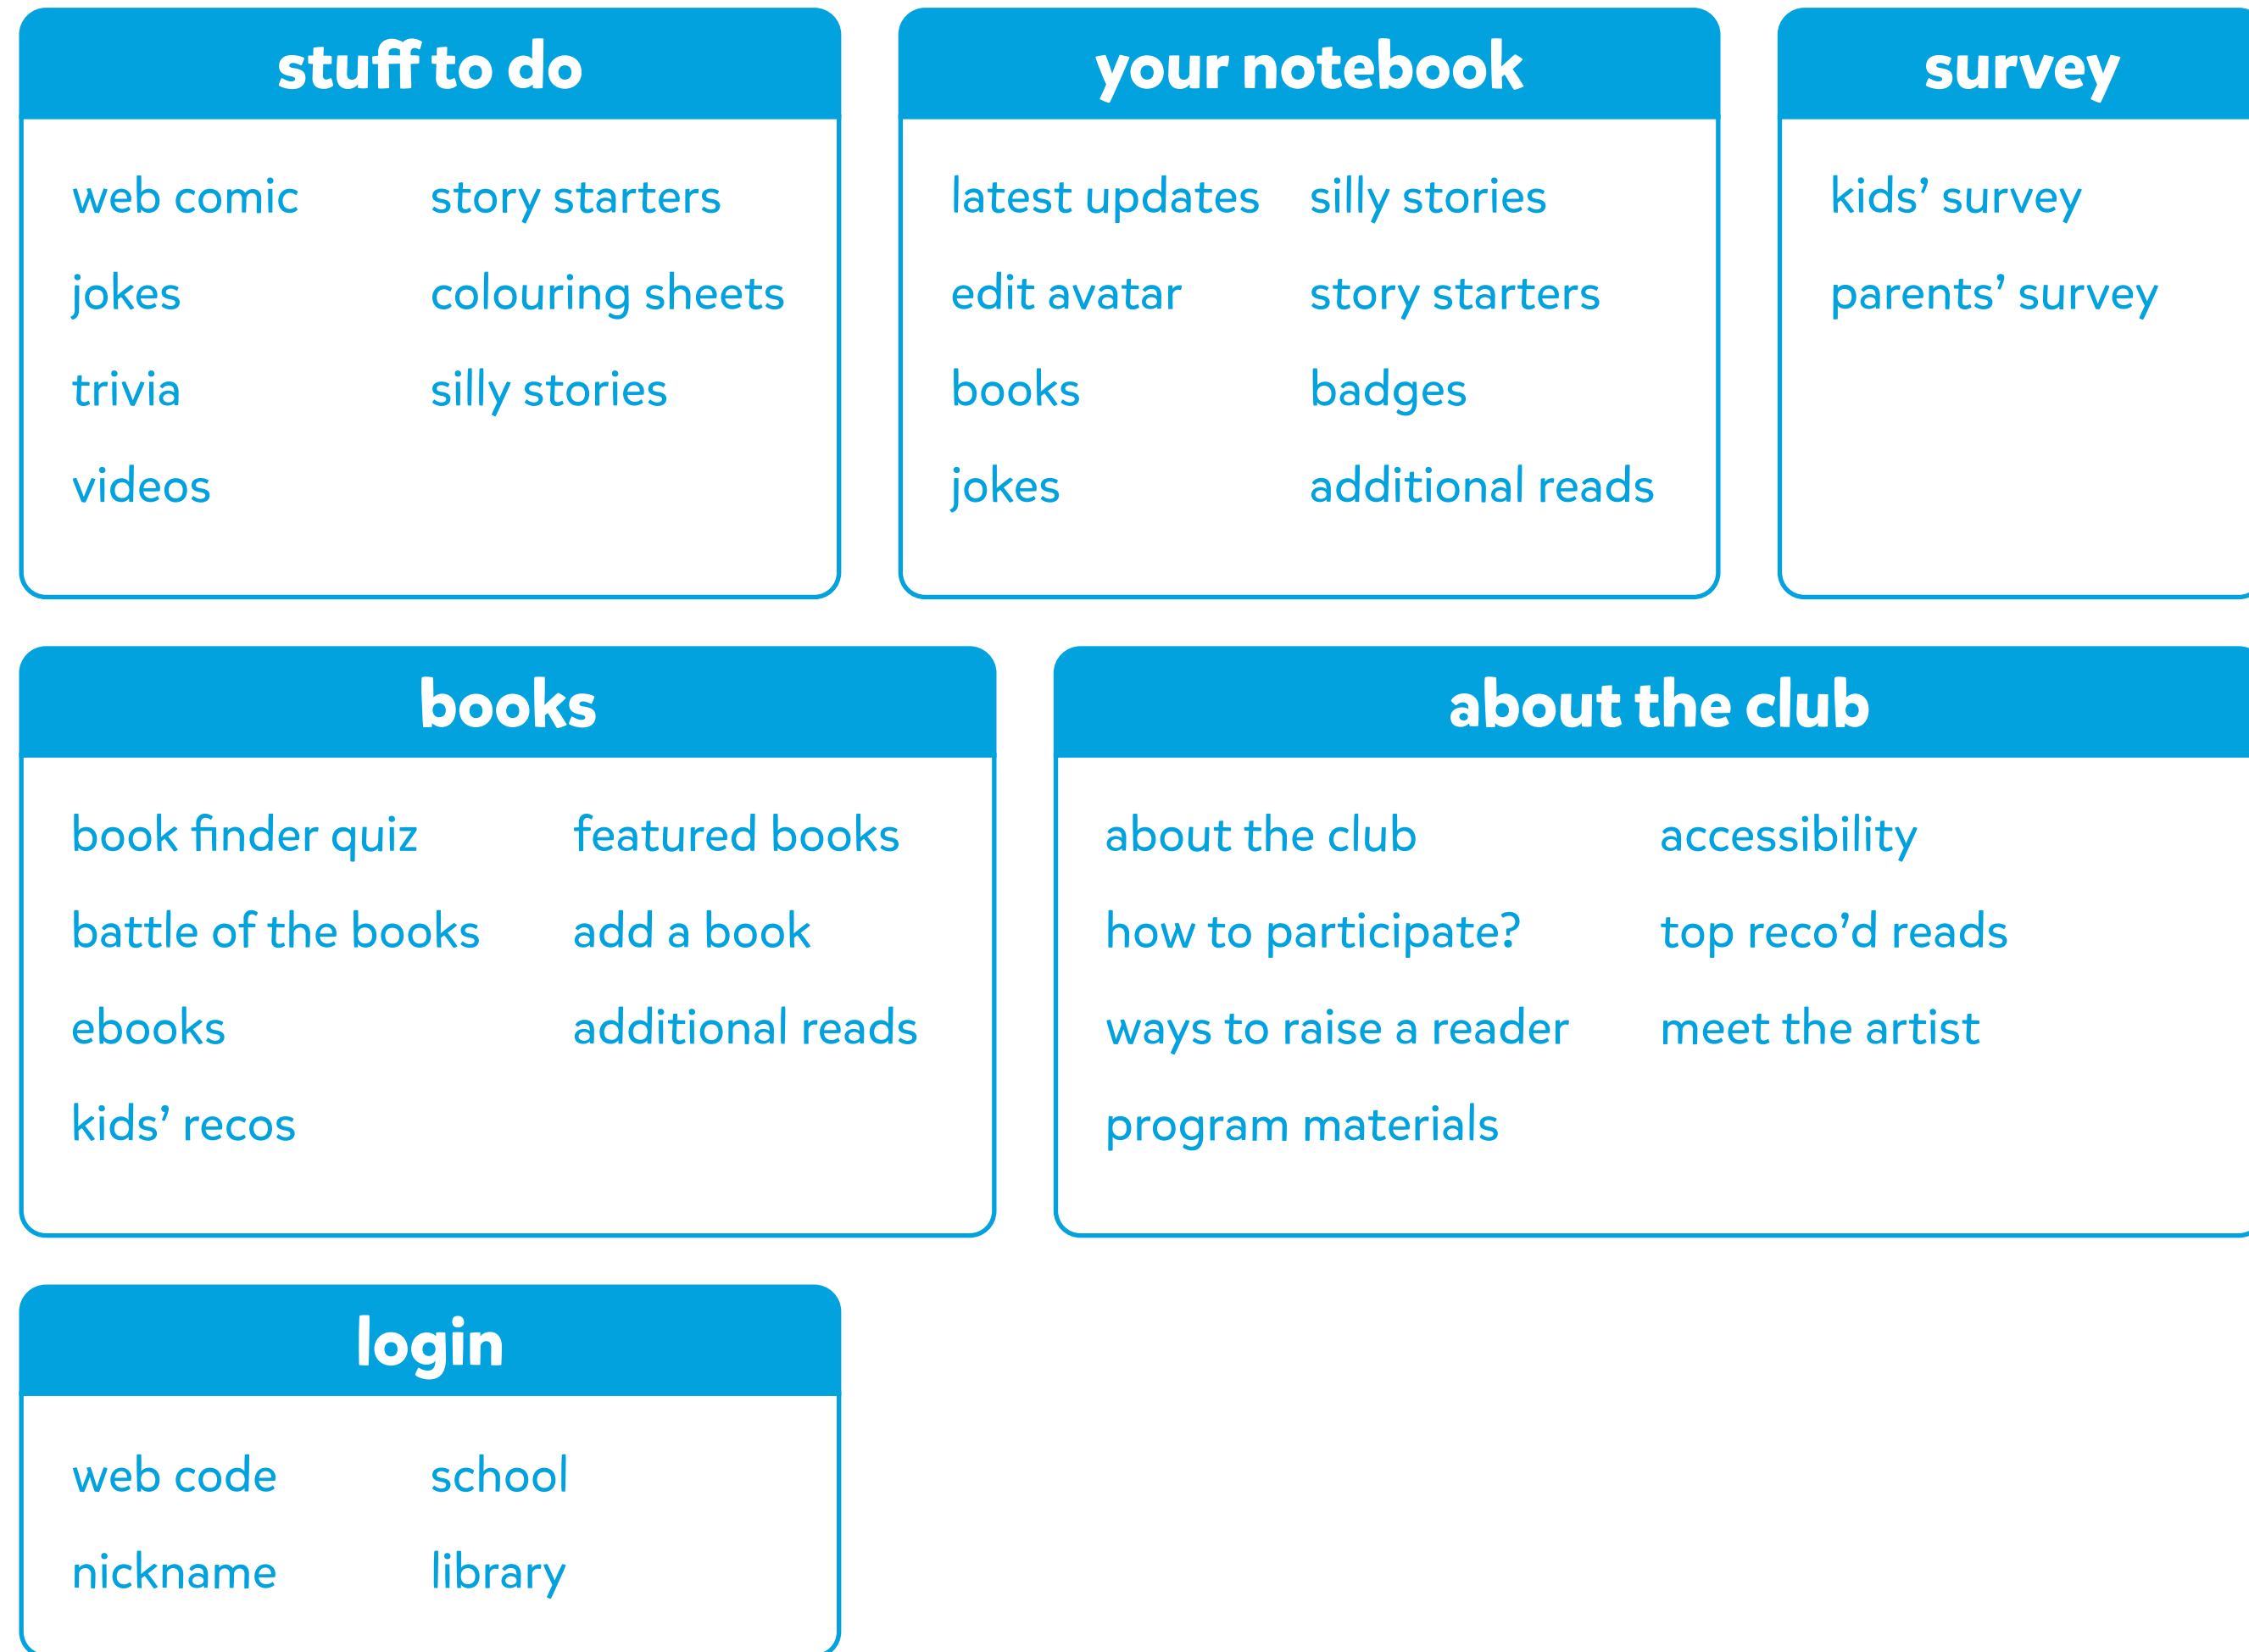 stuff to do
web comic
jokes
trivia
videos
story starters
colouring sheets
silly stories
your notebook
latest updates
edit avatar
books
jokes
silly stories
story starters
badges
additional reads
survey
kids’ survey
parents’ survey
books
book finder quiz
battle of the books
ebooks
kids’ recos
featured books
add a book
additional reads
about the club
about the club
how to participate?
ways to raise a reader
program materials
accessibility
top reco’d reads
meet the artist
login
web code
nickname
school
library